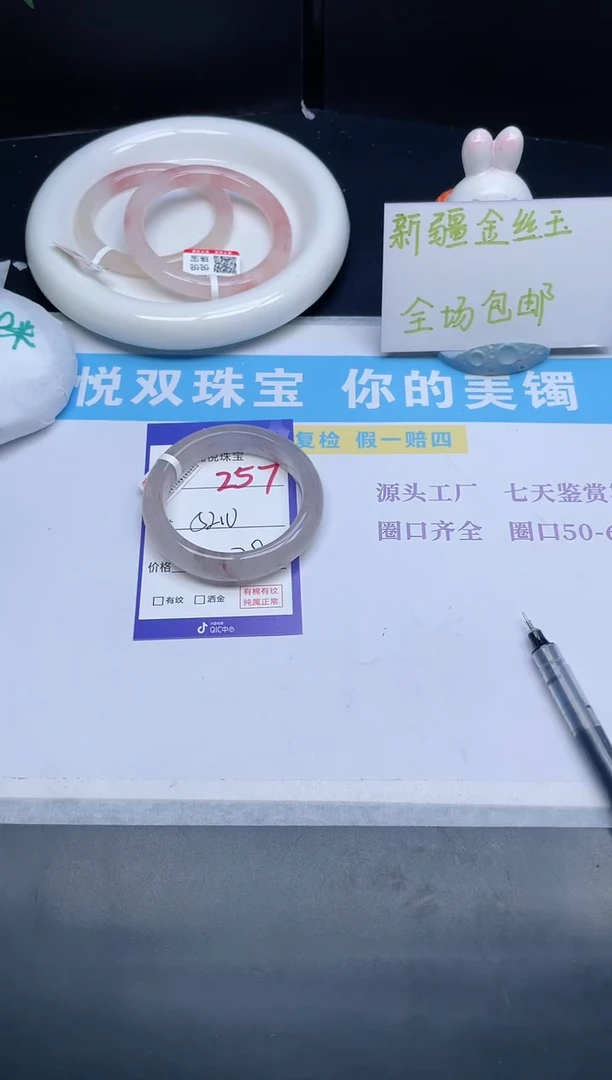 新疆金丝玉
全场包邮
悦双珠宝 你的美镯
复检 假一赔四
源头工厂 七天鉴赏
圈口齐全 圈口50-6
悦珠宝
257
价格
有纹 洒金
有棉有纹
纯属正常
QIC中心